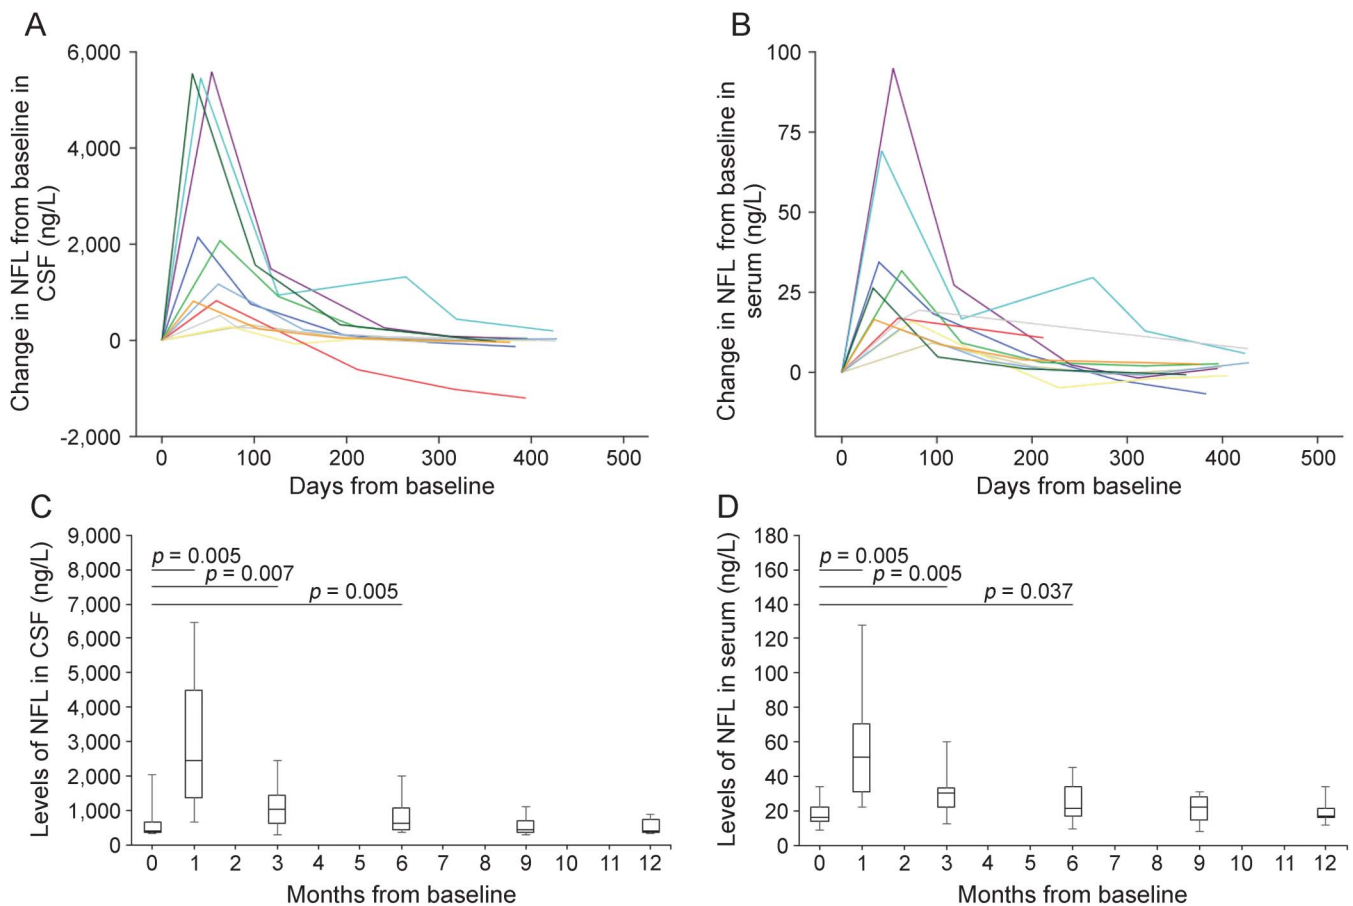 A
Change in NFL from baseline in
CSF (ng/L)
6,000
4,000
2,000
0
-2,000
0 100 200 300 400 500
Days from baseline
B
Change in NFL from baseline in
serum (ng/L)
100
75
50
25
0
0 100 200 300 400 500
Days from baseline
C
Levels of NFL in CSF (ng/L)
9,000
8,000
7,000
6,000
5,000
4,000
3,000
2,000
1,000
0
p = 0.005
p = 0.007
p = 0.005
0 1 2 3 4 5 6 7 8 9 10 11 12
Months from baseline
D
Levels of NFL in serum (ng/L)
180
160
140
120
100
80
60
40
20
0
p = 0.005
p = 0.005
p = 0.037
0 1 2 3 4 5 6 7 8 9 10 11 12
Months from baseline